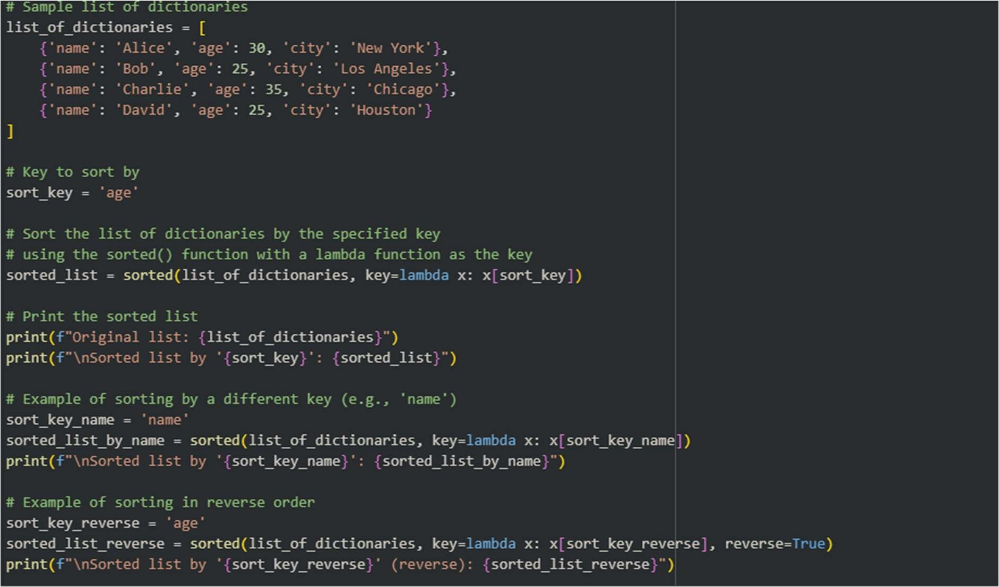 # Sample list of dictionaries
list_of_dictionaries = [
    {'name': 'Alice', 'age': 30, 'city': 'New York'},
    {'name': 'Bob', 'age': 25, 'city': 'Los Angeles'},
    {'name': 'Charlie', 'age': 35, 'city': 'Chicago'},
    {'name': 'David', 'age': 25, 'city': 'Houston'}
]

# Key to sort by
sort_key = 'age'

# Sort the list of dictionaries by the specified key
# using the sorted() function with a lambda function as the key
sorted_list = sorted(list_of_dictionaries, key=lambda x: x[sort_key])

# Print the sorted list
print(f"Original list: {list_of_dictionaries}")
print(f"\nSorted list by '{sort_key}': {sorted_list}")

# Example of sorting by a different key (e.g., 'name')
sort_key_name = 'name'
sorted_list_by_name = sorted(list_of_dictionaries, key=lambda x: x[sort_key_name])
print(f"\nSorted list by '{sort_key_name}': {sorted_list_by_name}")

# Example of sorting in reverse order
sort_key_reverse = 'age'
sorted_list_reverse = sorted(list_of_dictionaries, key=lambda x: x[sort_key_reverse], reverse=True)
print(f"\nSorted list by '{sort_key_reverse}' (reverse): {sorted_list_reverse}")